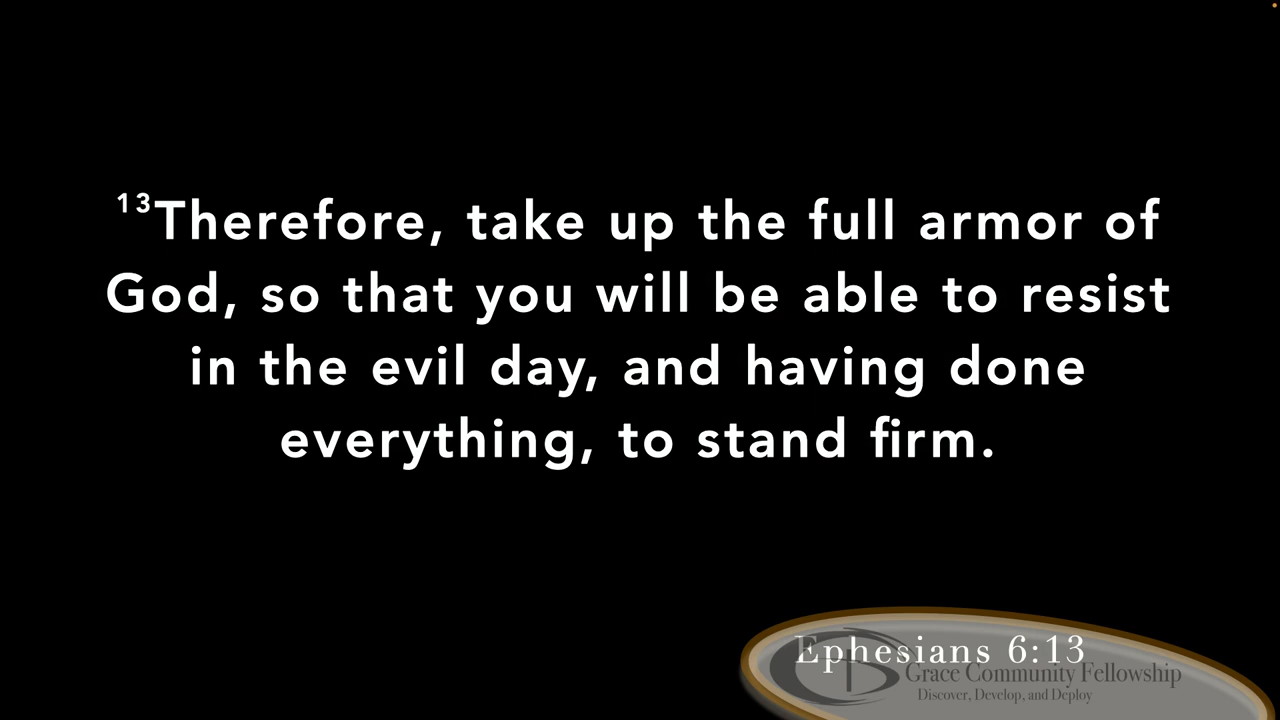 13Therefore, take up the full armor of
God, so that you will be able to resist
in the evil day, and having done
everything, to stand firm.
Ephesians 6:13
Grace Community Fellowship
Discover, Develop, and Deploy